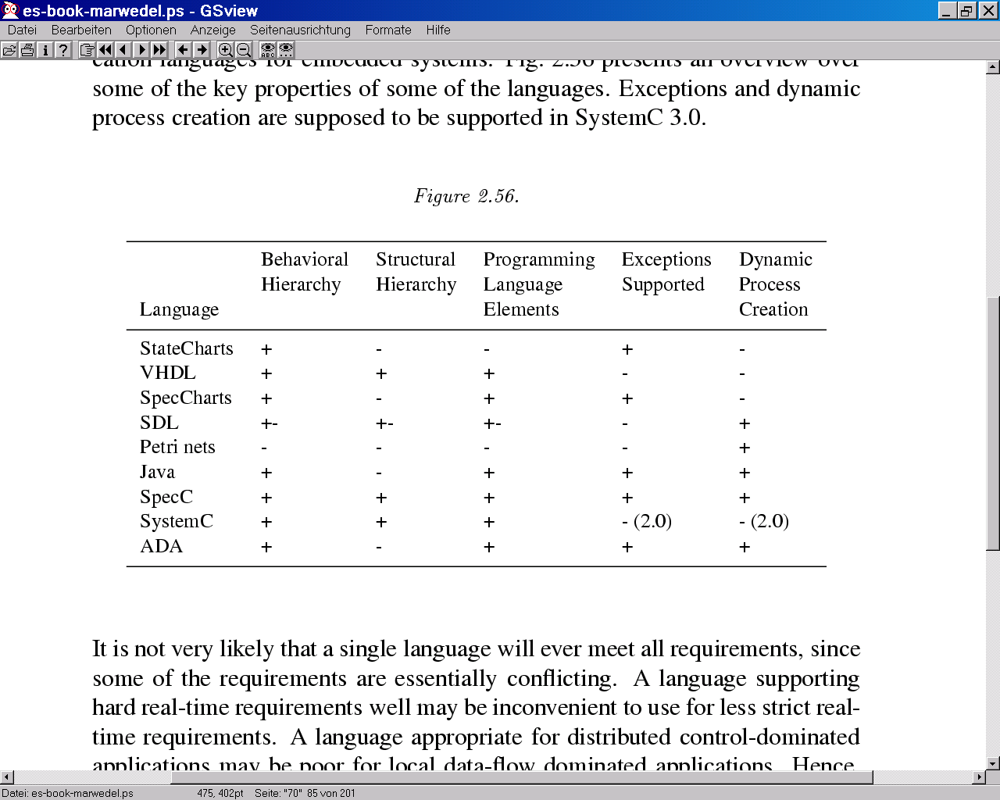 es-book-marwedel.ps - GSview
Datei Bearbeiten Optionen Anzeige Seitenausrichtung Formate Hilfe
cation languages for embedded systems. Fig. 2.56 presents an overview over
some of the key properties of some of the languages. Exceptions and dynamic
process creation are supposed to be supported in SystemC 3.0.
Figure 2.56.
Behavioral Structural Programming Exceptions Dynamic
Hierarchy Hierarchy Language Supported Process
Language Elements Creation
StateCharts + - - + -
VHDL + + + - -
SpecCharts + - + + -
SDL +- +- +- - +
Petri nets - - - - +
Java + - + + +
SpecC + + + + +
SystemC + + + - (2.0) - (2.0)
ADA + - + + +
It is not very likely that a single language will ever meet all requirements, since
some of the requirements are essentially conflicting. A language supporting
hard real-time requirements well may be inconvenient to use for less strict real-
time requirements. A language appropriate for distributed control-dominated
applications may be poor for local data-flow dominated applications. Hence,
Datei: es-book-marwedel.ps 475, 402pt Seite: "70" 85 von 201